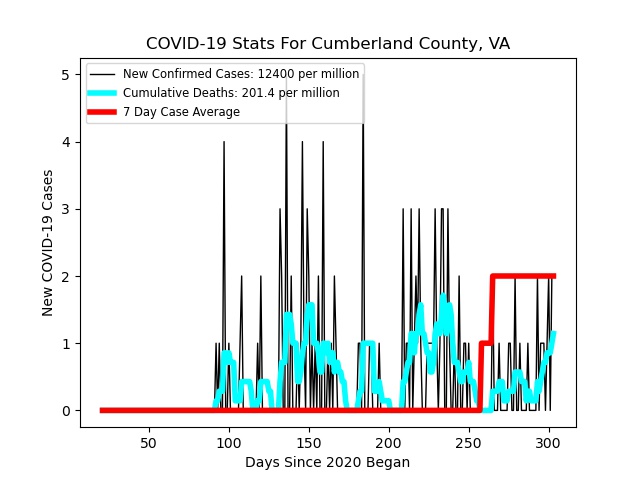 COVID-19 Stats For Cumberland County, VA
New Confirmed Cases: 12400 per million
Cumulative Deaths: 201.4 per million
7 Day Case Average
New COVID-19 Cases
5
4
3
2
1
0
50 100 150 200 250 300
Days Since 2020 Began